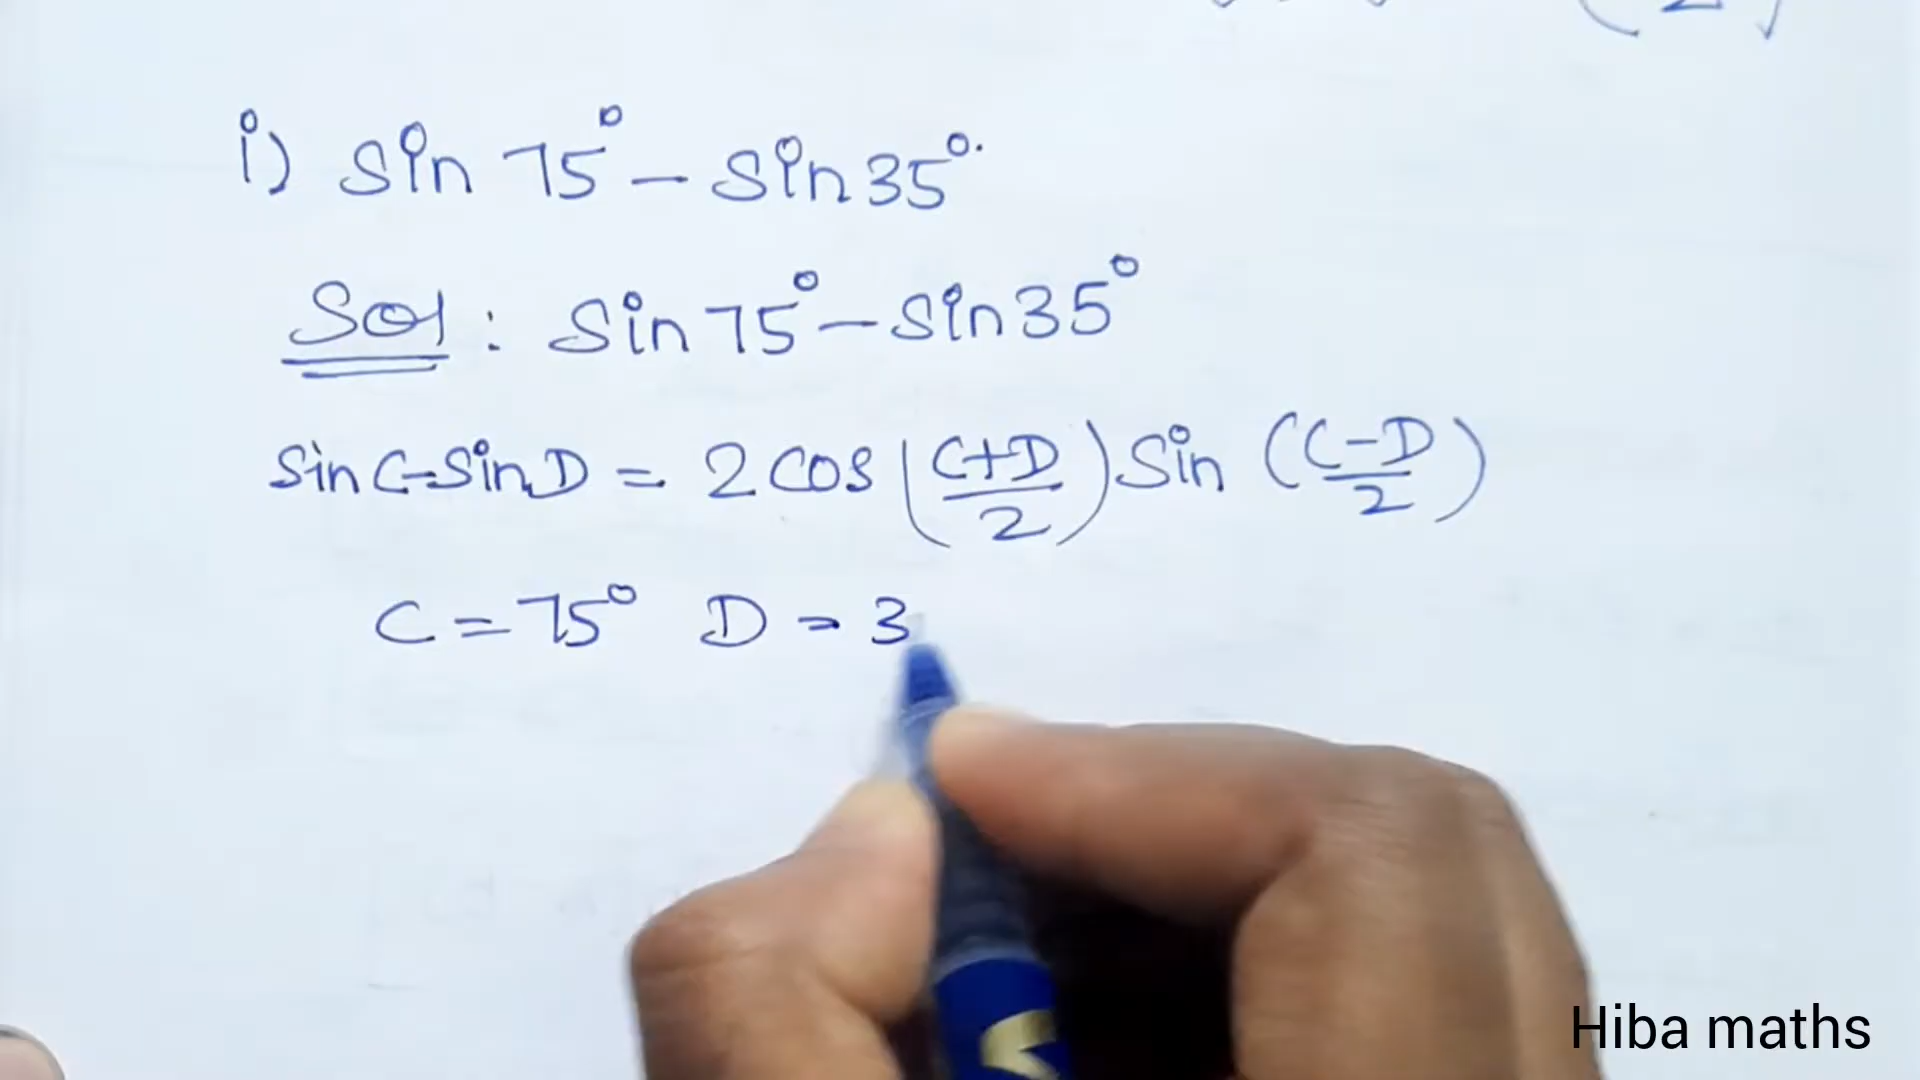 i) Sin 75° - Sin 35°.
Sol : Sin 75° - Sin 35°
Sin C - Sin D = 2 cos (C+D/2) Sin (C-D/2)
C = 75° D = 3
Hiba maths